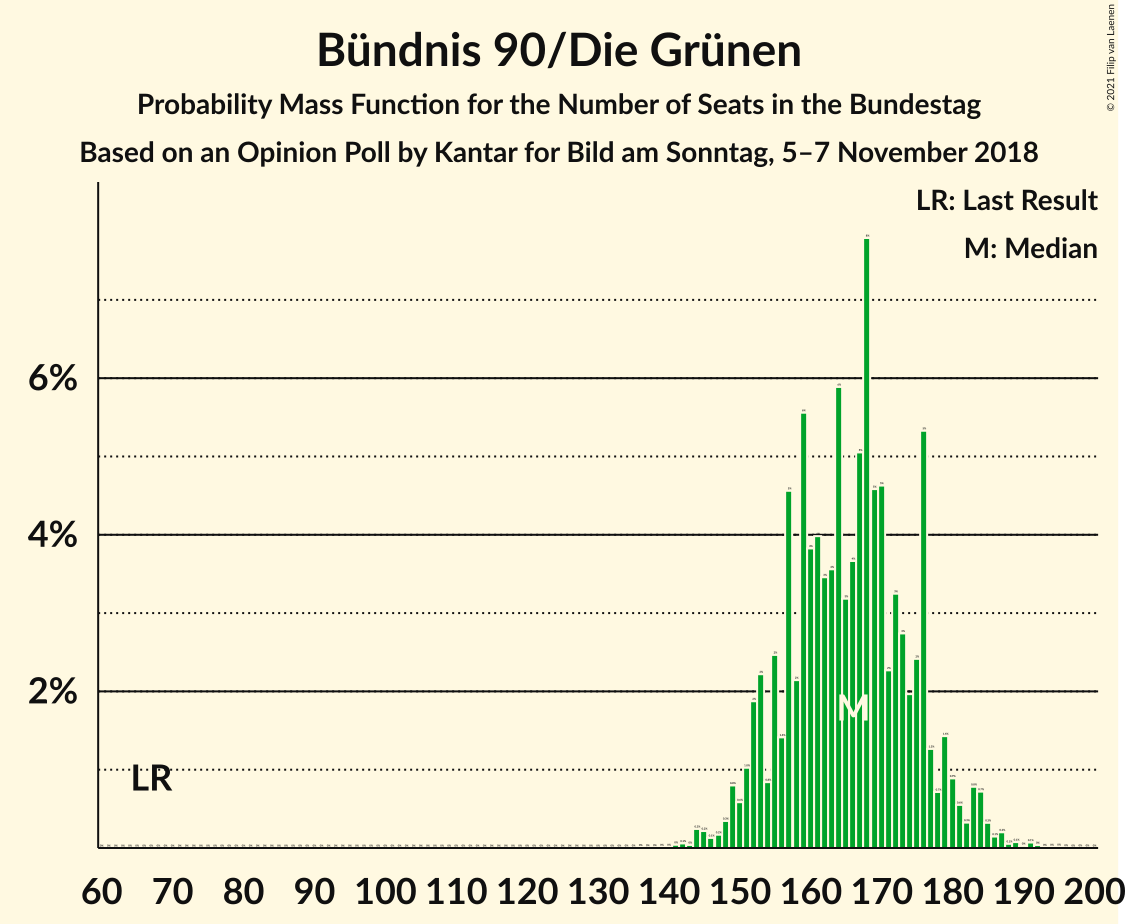 Bündnis 90/Die Grünen
Probability Mass Function for the Number of Seats in the Bundestag
Based on an Opinion Poll by Kantar for Bild am Sonntag, 5–7 November 2018
© 2021 Filip van Laenen
LR: Last Result
M: Median
6%
4%
2%
LR
M
60 70 80 90 100 110 120 130 140 150 160 170 180 190 200